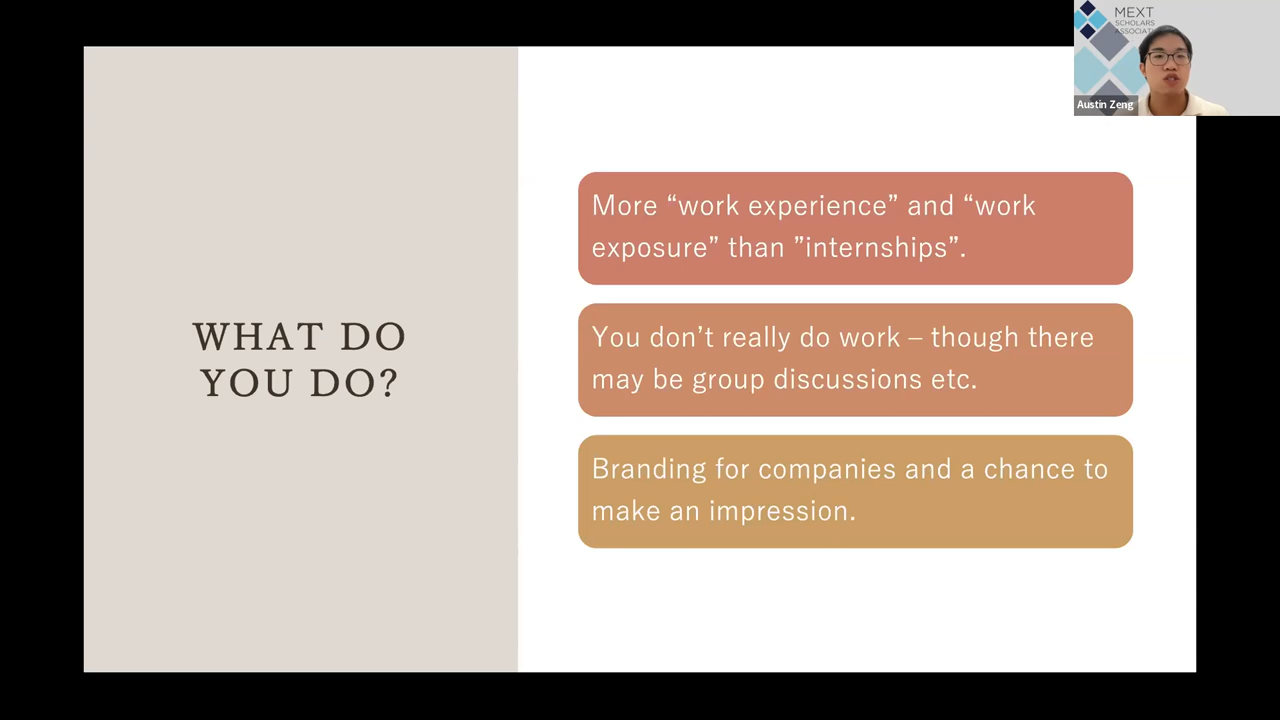 MEXT
SCHOLARS
ASSOCIATI
Austin Zeng
WHAT DO
YOU DO?
More “work experience” and “work
exposure” than ”internships”.
You don’t really do work – though there
may be group discussions etc.
Branding for companies and a chance to
make an impression.